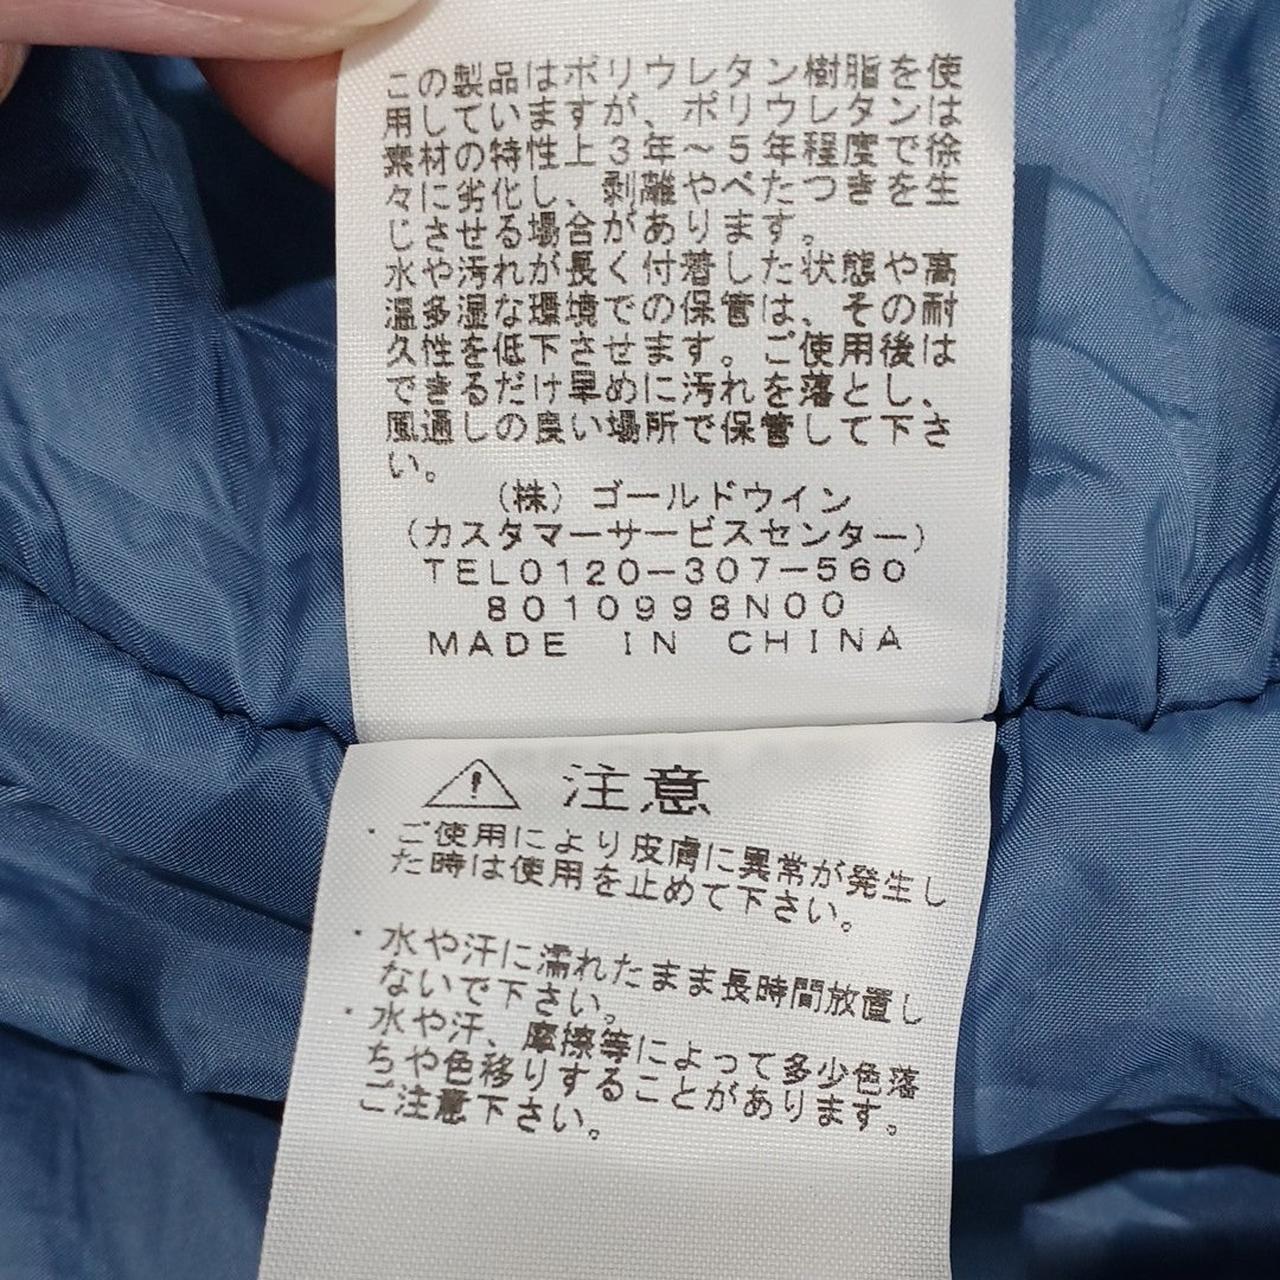 この製品はポリウレタン樹脂を使
用していますが、ポリウレタンは
素材の特性上3年～5年程度で徐
々に劣化し、剥離やべたつきを生
じさせる場合があります。
水や汚れが長く付着した状態や高
温多湿な環境での保管は、その耐
久性を低下させます。ご使用後は
できるだけ早めに汚れを落とし、
風通しの良い場所で保管して下さ
い。
(株)ゴールドウイン
(カスタマーサービスセンター)
TEL0120-307-560
8010998N00
MADE IN CHINA
注意
・ご使用により皮膚に異常が発生し
た時は使用を止めて下さい。
・水や汗に濡れたまま長時間放置し
ないで下さい。
・水や汗、摩擦等によって多少色落
ちや色移りすることがあります。
ご注意下さい。